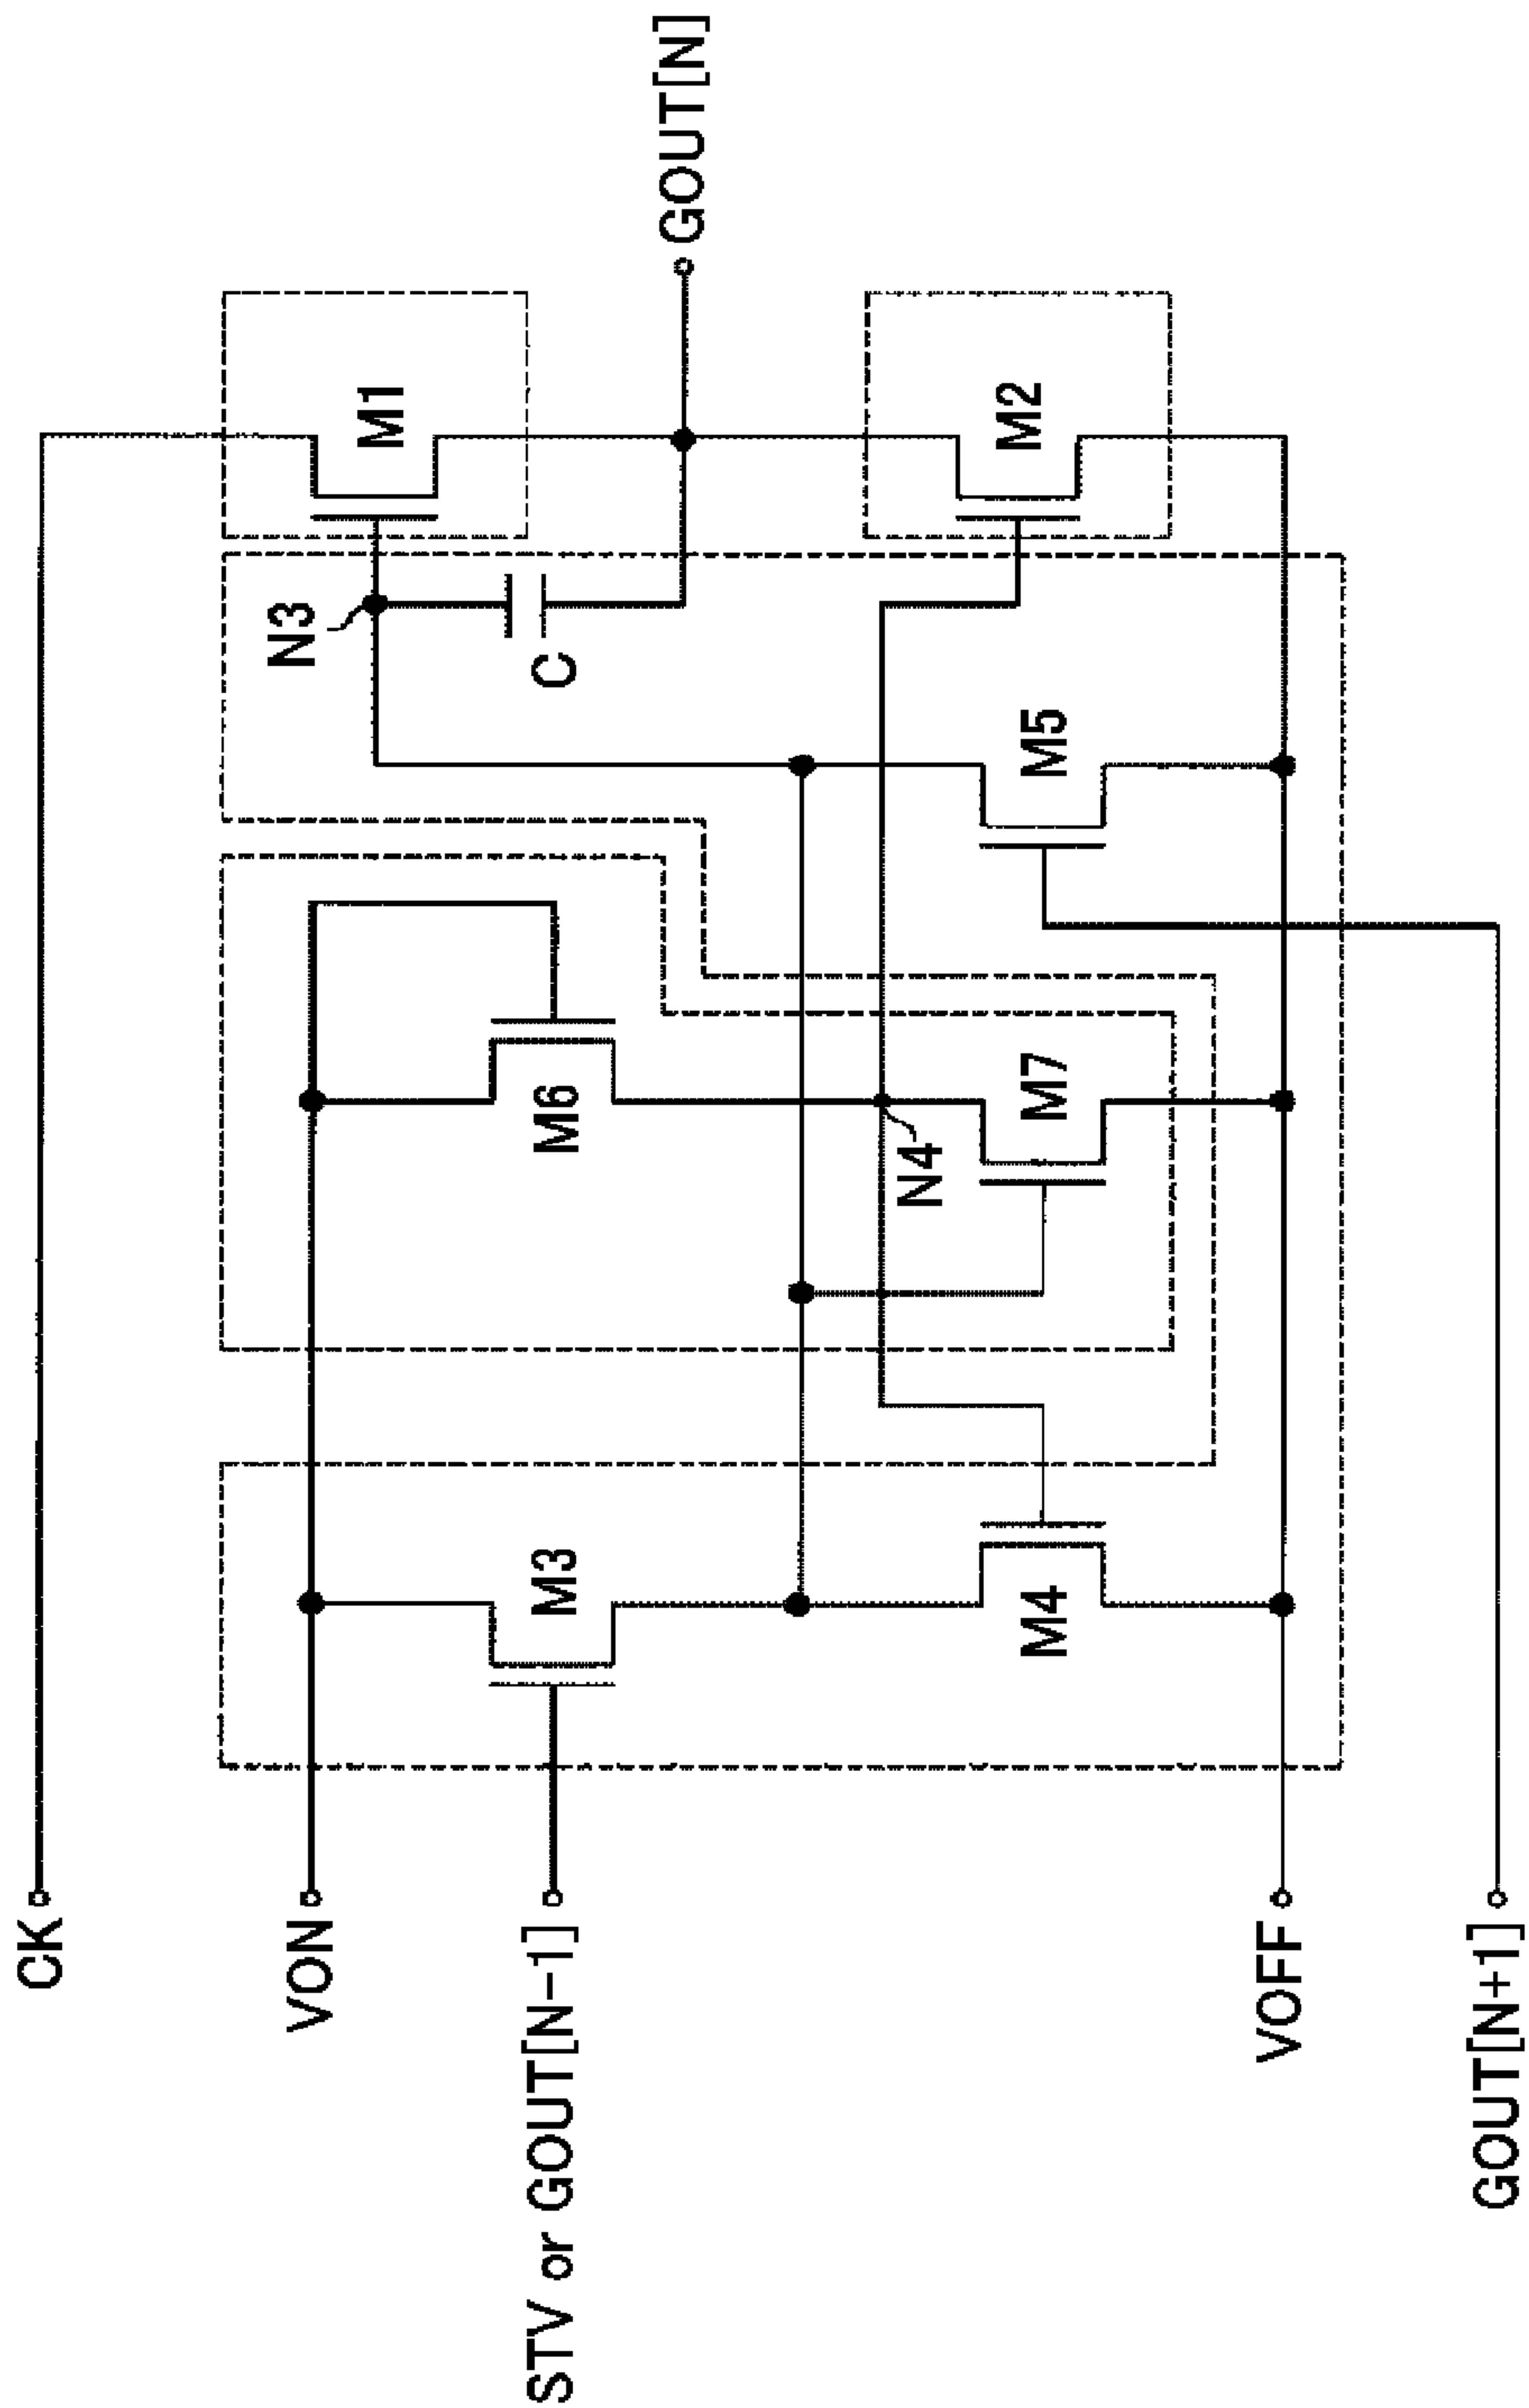 CK
VON
STV or GOUT[N-1]
VOFF
GOUT[N+1]
M3
M4
M6
N4
M7
M5
N3
C
M1
M2
GOUT[N]